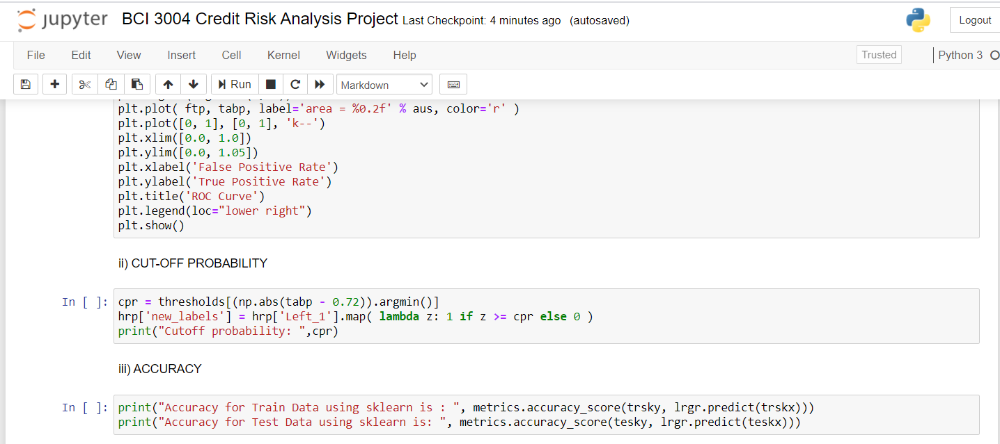 jupyter BCI 3004 Credit Risk Analysis Project Last Checkpoint: 4 minutes ago (autosaved)
Logout
File Edit View Insert Cell Kernel Widgets Help
Trusted
Python 3
Run
Markdown
plt.plot( ftp, tabp, label='area = %0.2f' % aus, color='r' )
plt.plot([0, 1], [0, 1], 'k--')
plt.xlim([0.0, 1.0])
plt.ylim([0.0, 1.05])
plt.xlabel('False Positive Rate')
plt.ylabel('True Positive Rate')
plt.title('ROC Curve')
plt.legend(loc="lower right")
plt.show()
ii) CUT-OFF PROBABILITY
In [ ]: cpr = thresholds[(np.abs(tabp - 0.72)).argmin()]
hrp['new_labels'] = hrp['Left_1'].map( lambda z: 1 if z >= cpr else 0 )
print("Cutoff probability: ",cpr)
iii) ACCURACY
In [ ]: print("Accuracy for Train Data using sklearn is : ", metrics.accuracy_score(trsky, lrgr.predict(trskx)))
print("Accuracy for Test Data using sklearn is: ", metrics.accuracy_score(tesky, lrgr.predict(teskx)))